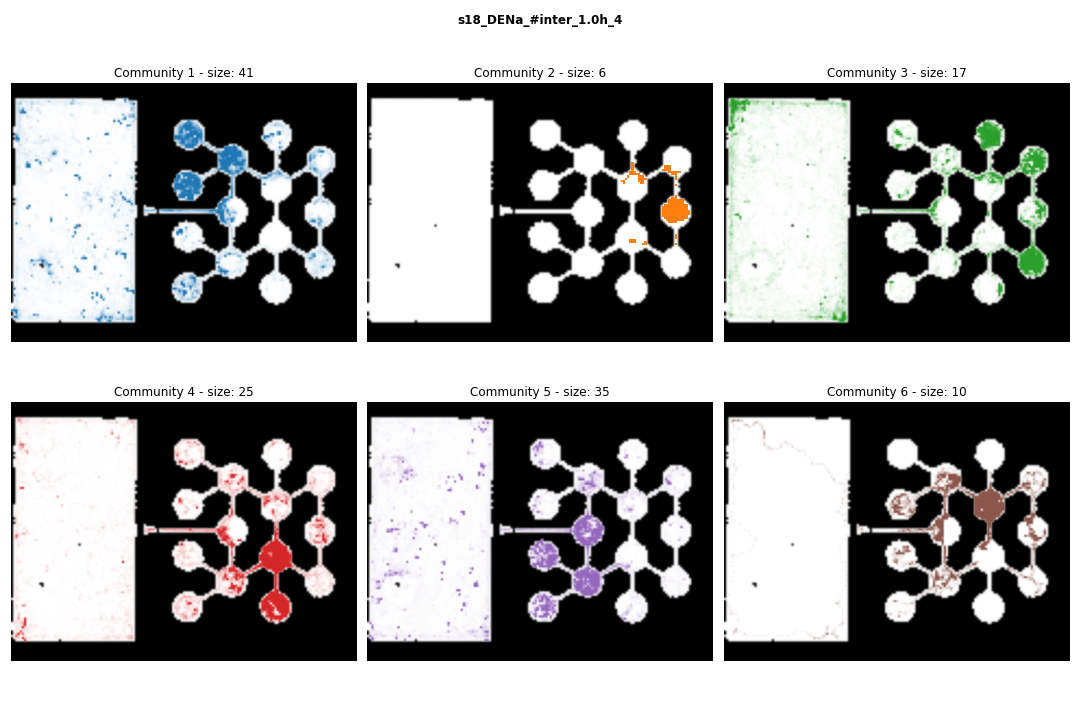 s18_DENa_#inter_1.0h_4
Community 1 - size: 41
Community 2 - size: 6
Community 3 - size: 17
Community 4 - size: 25
Community 5 - size: 35
Community 6 - size: 10